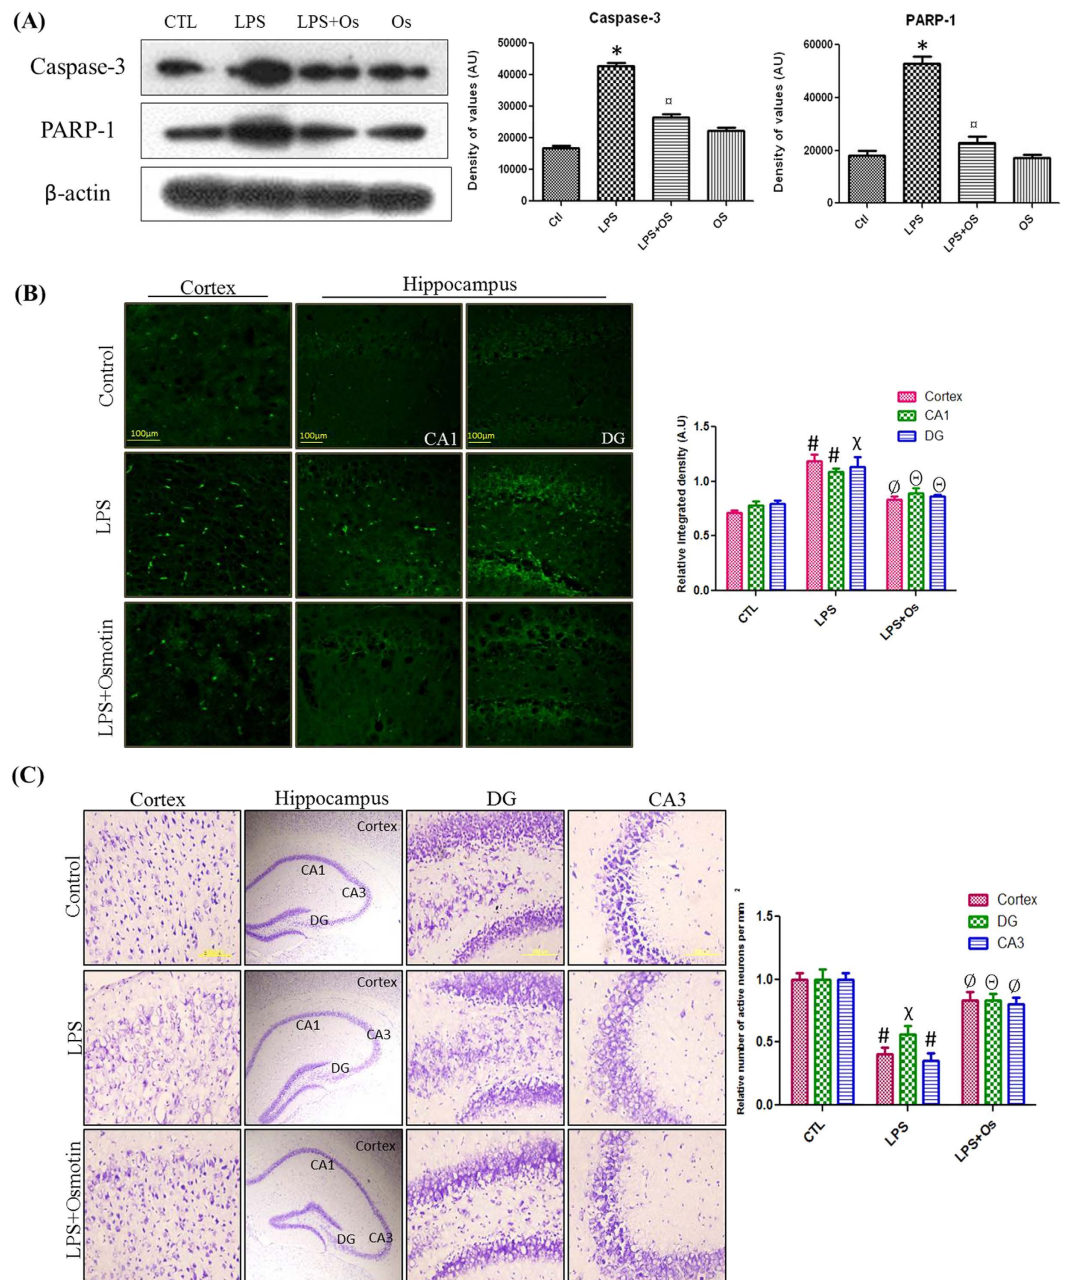 (A)
CTL LPS LPS+Os Os
Caspase-3
PARP-1
β-actin
Caspase-3
Density of values (AU)
50000
40000
30000
20000
10000
0
*
¤
Ctl LPS LPS+OS OS
PARP-1
Density of values (AU)
60000
40000
20000
0
*
¤
Ctl LPS LPS+OS OS
(B)
Cortex Hippocampus
Control
100µm 100µm CA1 100µm DG
LPS
LPS+Osmotin
Cortex
CA1
DG
Relative Integrated density (A.U)
1.5
1.0
0.5
0.0
# # χ
∅ Θ Θ
CTL LPS LPS+Os
(C)
Cortex Hippocampus DG CA3
Control
Cortex
CA1
CA3
DG
LPS
Cortex
CA1
CA3
DG
LPS+Osmotin
Cortex
CA1
DG
CA3
Cortex
DG
CA3
Relative number of active neurons per mm 2
1.5
1.0
0.5
0.0
# χ #
∅ Θ ∅
CTL LPS LPS+Os